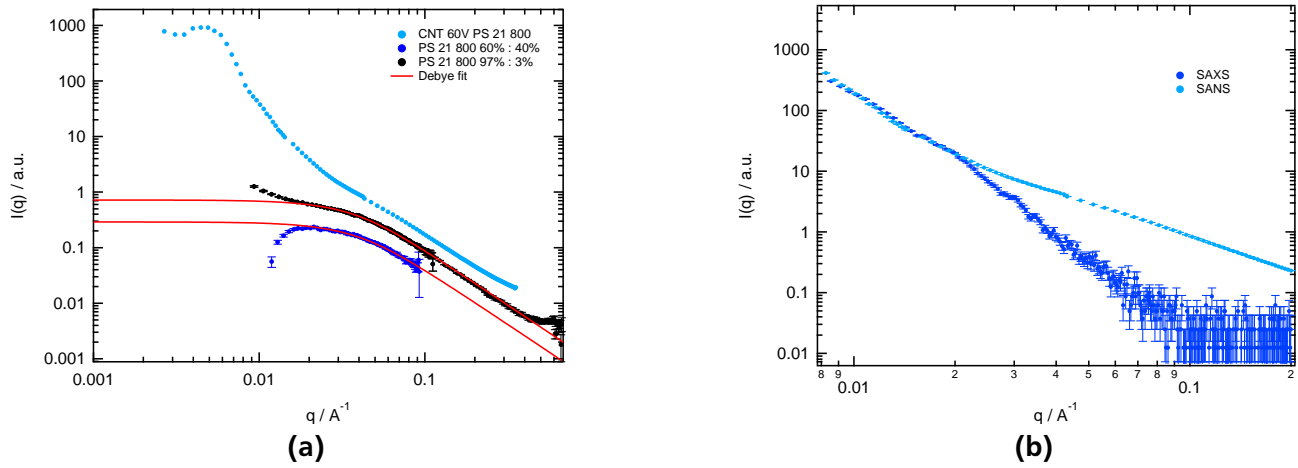 1000
100
10
1
0.1
0.01
0.001
I(q) / a.u.
CNT 60V PS 21 800
PS 21 800 60% : 40%
PS 21 800 97% : 3%
Debye fit
0.001 0.01 0.1
q / A-1
(a)
1000
100
10
1
0.1
0.01
I(q) / a.u.
SAXS
SANS
8 9 0.01 2 3 4 5 6 7 8 9 0.1 2
q / A-1
(b)